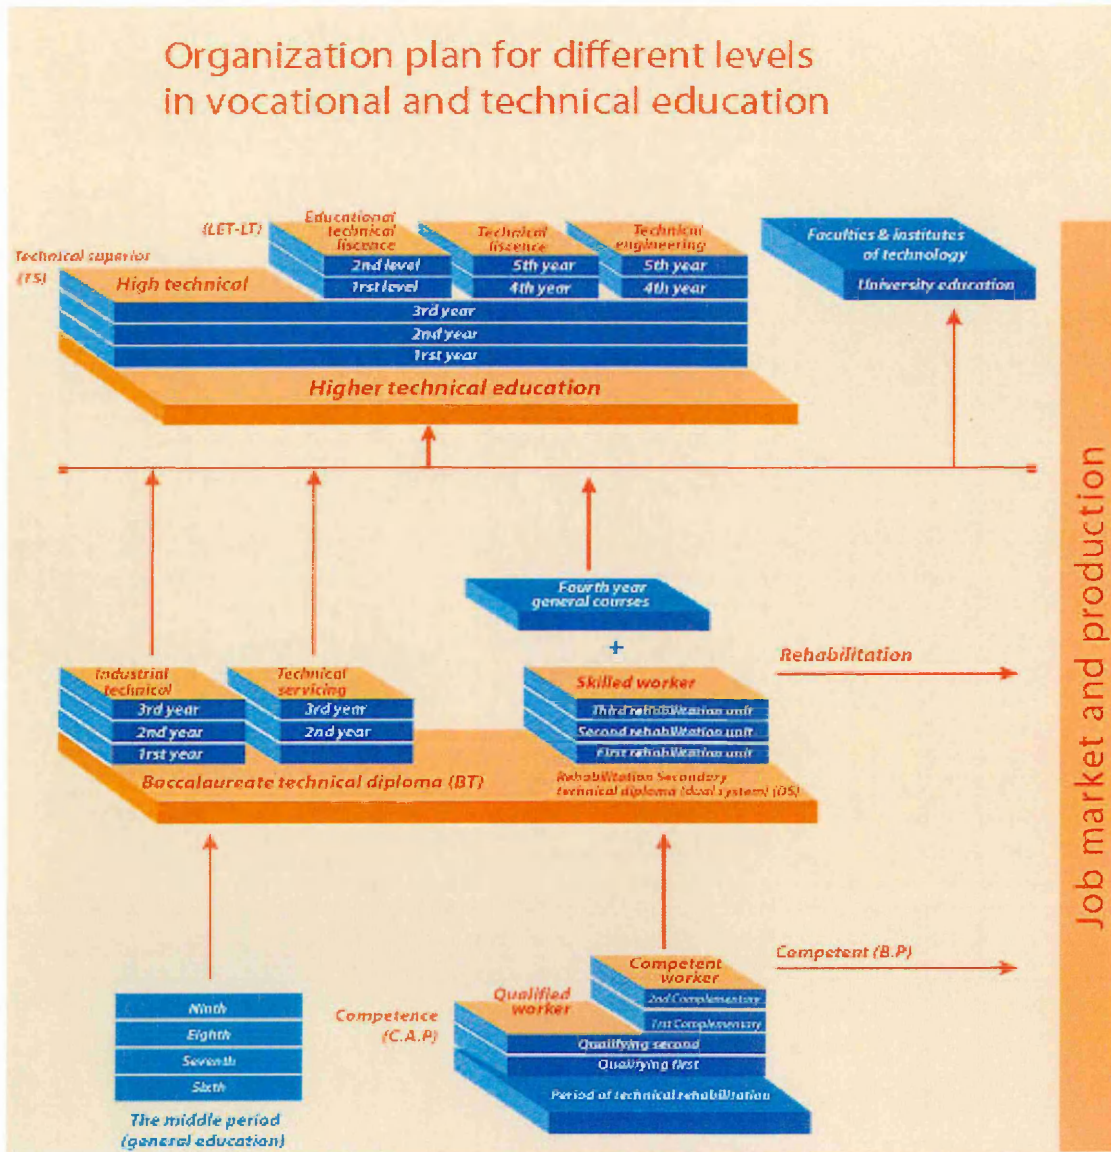 Organization plan for different levels
in vocational and technical education
(LET-LT)
Educational
technical
liscence
2nd level
1rst level
Technical
liscence
5th year
4th year
Technical
engineering
5th year
4th year
Faculties & institutes
of technology
University education
Technical superior
(TS)
High technical
3rd year
2nd year
1rst year
Higher technical education
Fourth year
general courses
+
Industrial
technical
3rd year
2nd year
1rst year
Technical
servicing
3rd year
2nd year
Skilled worker
Third rehabilitation unit
Second rehabilitation unit
First rehabilitation unit
Rehabilitation
Baccalaureate technical diploma (BT)
Rehabilitation Secondary
technical diploma (dual system) (DS)
Job market and production
Ninth
Eighth
Seventh
Sixth
The middle period
(general education)
Competence
(C.A.P)
Qualified
worker
Competent
worker
2nd Complementary
1rst Complementary
Qualifying second
Qualifying first
Period of technical rehabilitation
Competent (B.P)